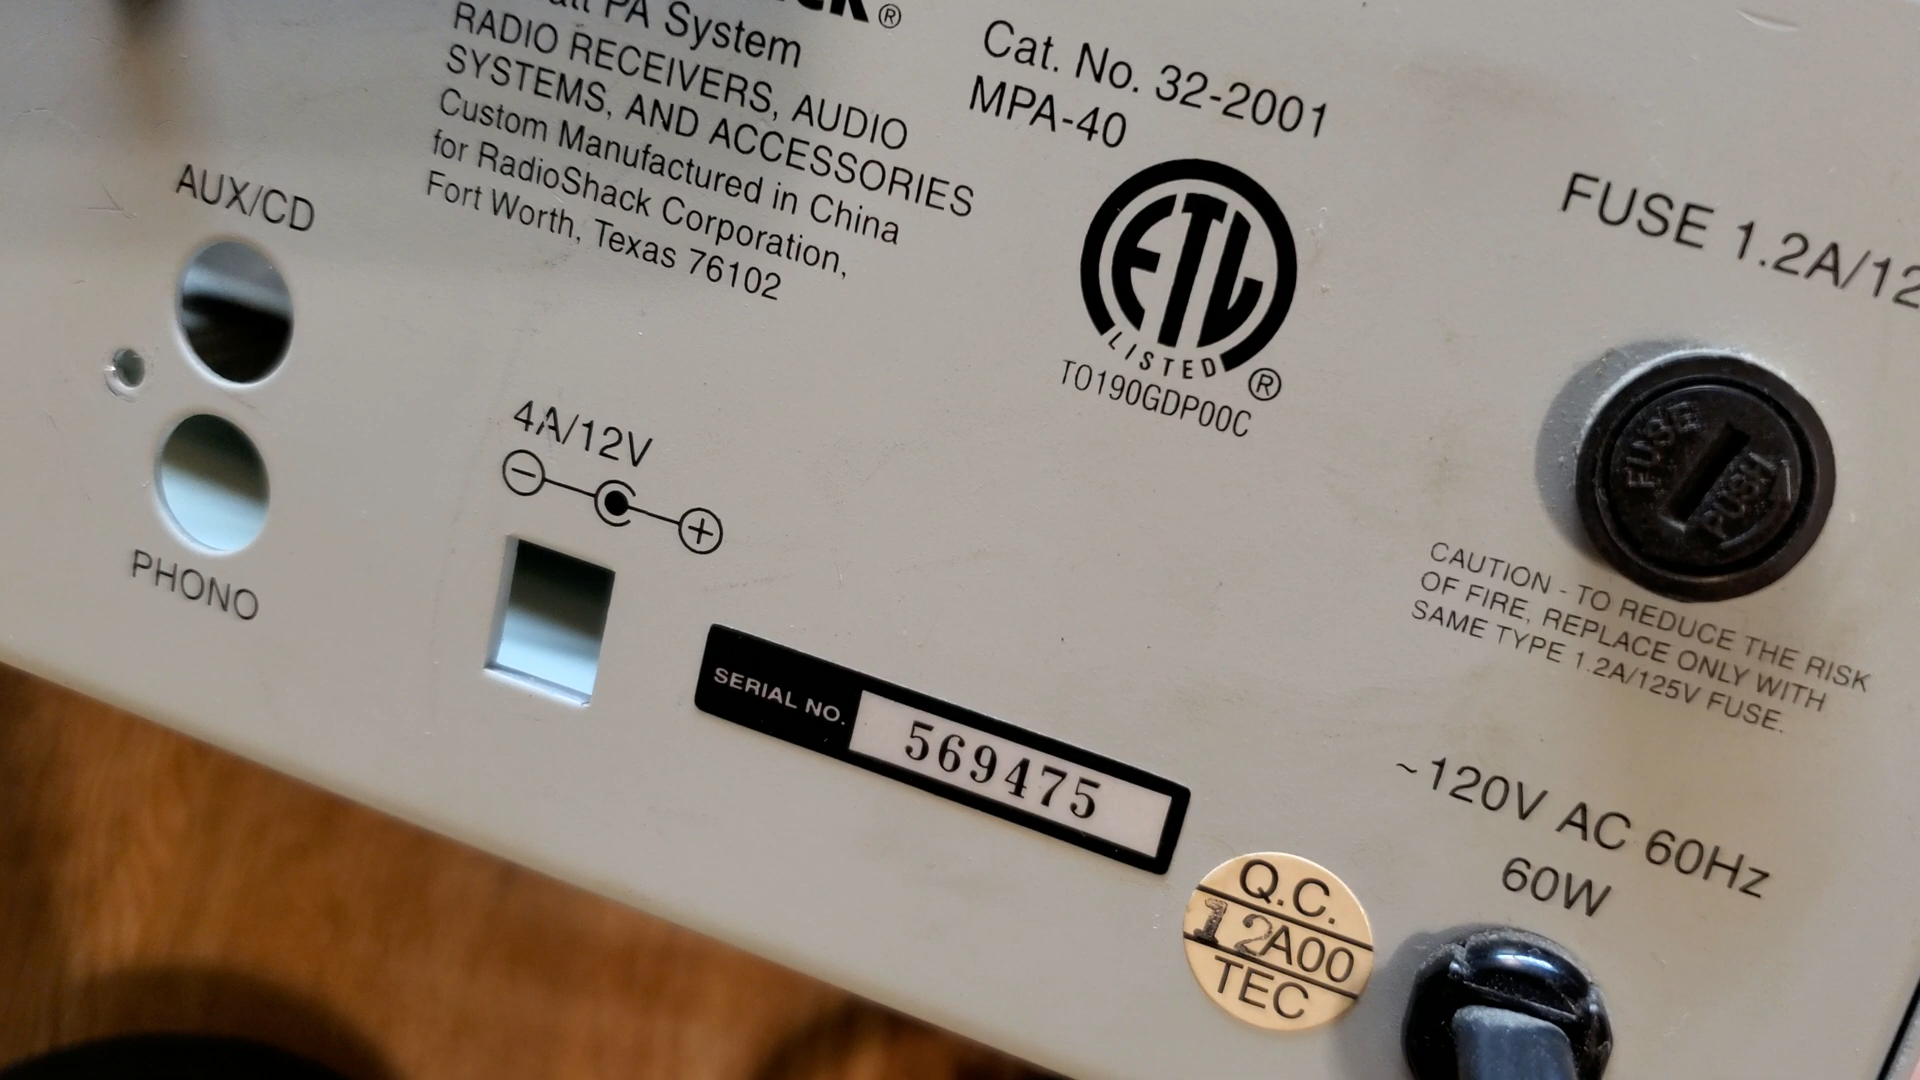 PA System
RADIO RECEIVERS, AUDIO
SYSTEMS, AND ACCESSORIES
Custom Manufactured in China
for RadioShack Corporation,
Fort Worth, Texas 76102
Cat. No. 32-2001
MPA-40
ETL
LISTED
®
TO190GDP00C
FUSE 1.2A/12
FUSE
PUSH
CAUTION - TO REDUCE THE RISK
OF FIRE, REPLACE ONLY WITH
SAME TYPE 1.2A/125V FUSE.
AUX/CD
PHONO
4A/12V
SERIAL NO. 569475
~120V AC 60Hz
60W
Q.C.
12A00
TEC